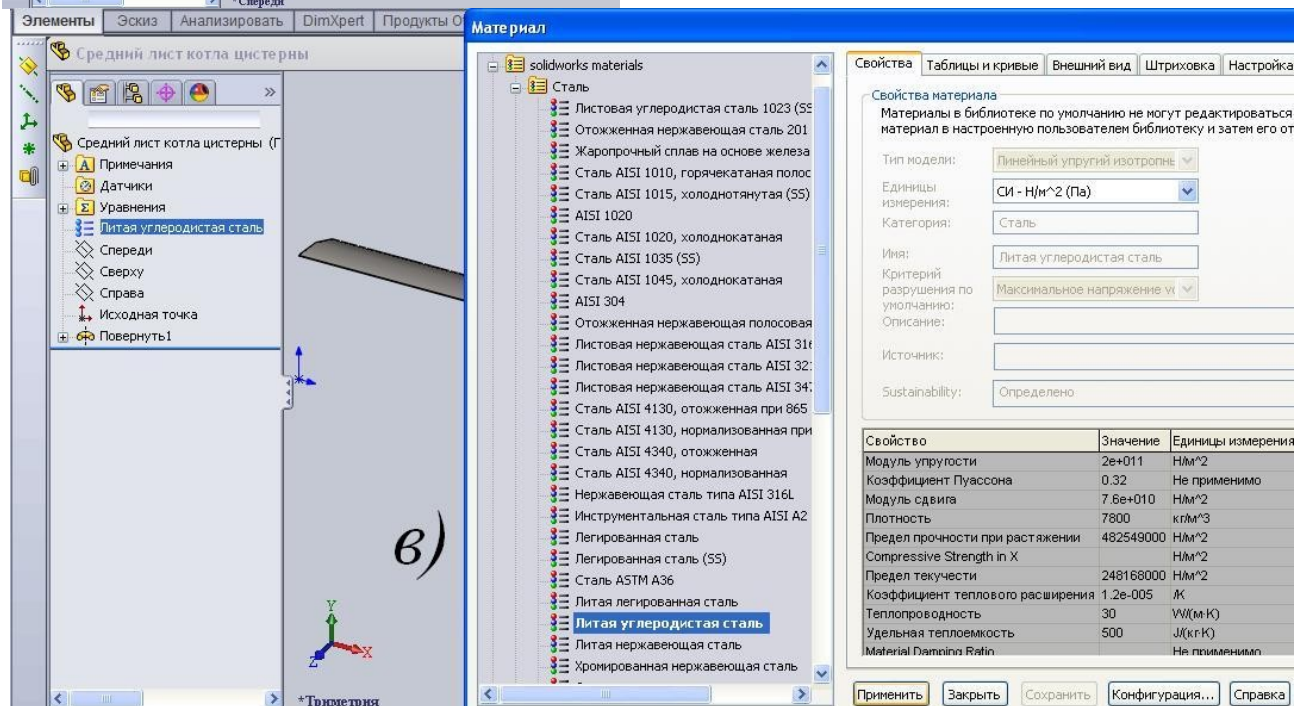 *Спереди
Элементы Эскиз Анализировать DimXpert Продукты
Средний лист котла цистерны
Средний лист котла цистерны
Примечания
Датчики
Уравнения
Литая углеродистая сталь
Спереди
Сверху
Справа
Исходная точка
Повернуть1
в)
Y
X
Z
*Триметрия
Материал
solidworks materials
Сталь
Листовая углеродистая сталь 1023 (SS
Отожженная нержавеющая сталь 201
Жаропрочный сплав на основе железа
Сталь AISI 1010, горячекатаная полос
Сталь AISI 1015, холоднотянутая (SS)
AISI 1020
Сталь AISI 1020, холоднокатаная
Сталь AISI 1035 (SS)
Сталь AISI 1045, холоднокатаная
AISI 304
Отожженная нержавеющая полосовая
Листовая нержавеющая сталь AISI 316
Листовая нержавеющая сталь AISI 32
Листовая нержавеющая сталь AISI 34
Сталь AISI 4130, отожженная при 865
Сталь AISI 4130, нормализованная при
Сталь AISI 4340, отожженная
Сталь AISI 4340, нормализованная
Нержавеющая сталь типа AISI 316L
Инструментальная сталь типа AISI A2
Легированная сталь
Легированная сталь (SS)
Сталь ASTM A36
Литая легированная сталь
Литая углеродистая сталь
Литая нержавеющая сталь
Хромированная нержавеющая сталь
Свойства Таблицы и кривые Внешний вид Штриховка Настройка
Свойства материала
Материалы в библиотеке по умолчанию не могут редактироваться
материал в настроенную пользователем библиотеку и затем его от
Тип модели: Линейный упругий изотропнь
Единицы измерения: СИ - Н/м^2 (Па)
Категория: Сталь
Имя: Литая углеродистая сталь
Критерий разрушения по умолчанию: Максимальное напряжение
Описание:
Источник:
Sustainability: Определено
Свойство Значение Единицы измерения
Модуль упругости 2e+011 Н/м^2
Коэффициент Пуассона 0.32 Не применимо
Модуль сдвига 7.6e+010 Н/м^2
Плотность 7800 кг/м^3
Предел прочности при растяжении 482549000 Н/м^2
Compressive Strength in X Н/м^2
Предел текучести 248168000 Н/м^2
Коэффициент теплового расширения 1.2e-005 /K
Теплопроводность 30 W/(м·K)
Удельная теплоемкость 500 J/(кг·K)
Material Damping Ratio Не применимо
Применить Закрыть Сохранить Конфигурация... Справка